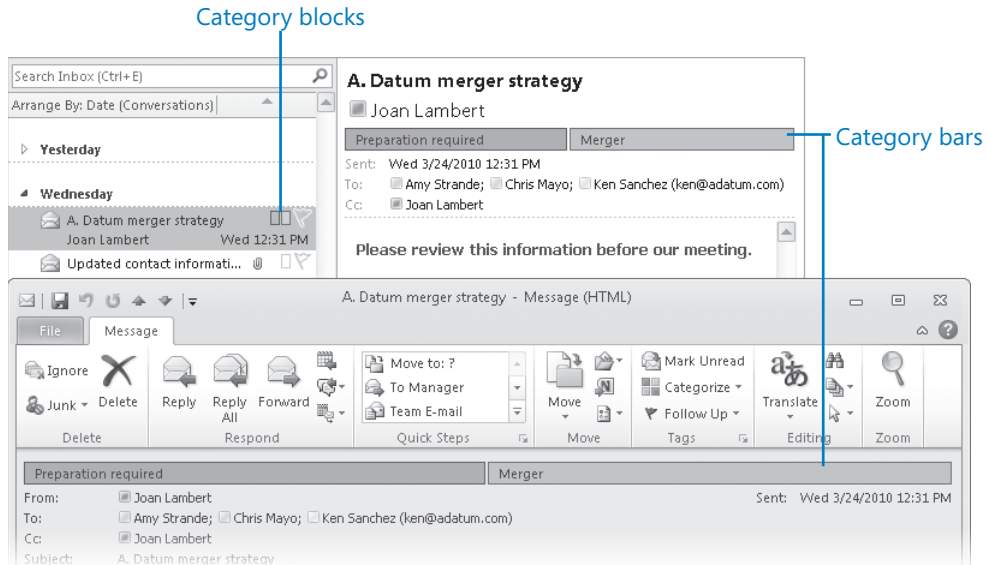 Category blocks
Search Inbox (Ctrl+E)
Arrange By: Date (Conversations)
Yesterday
Wednesday
A. Datum merger strategy
Joan Lambert Wed 12:31 PM
Updated contact informati...
A. Datum merger strategy
Joan Lambert
Preparation required Merger
Category bars
Sent: Wed 3/24/2010 12:31 PM
To: Amy Strande; Chris Mayo; Ken Sanchez (ken@adatum.com)
Cc: Joan Lambert
Please review this information before our meeting.
A. Datum merger strategy - Message (HTML)
File Message
Ignore
Junk
Delete
Reply
Reply
All
Forward
Move to: ?
To Manager
Team E-mail
Move
Mark Unread
Categorize
Follow Up
Translate
Zoom
Delete Respond Quick Steps Move Tags Editing Zoom
Preparation required Merger
From: Joan Lambert Sent: Wed 3/24/2010 12:31 PM
To: Amy Strande; Chris Mayo; Ken Sanchez (ken@adatum.com)
Cc: Joan Lambert
Subject: A. Datum merger strategy